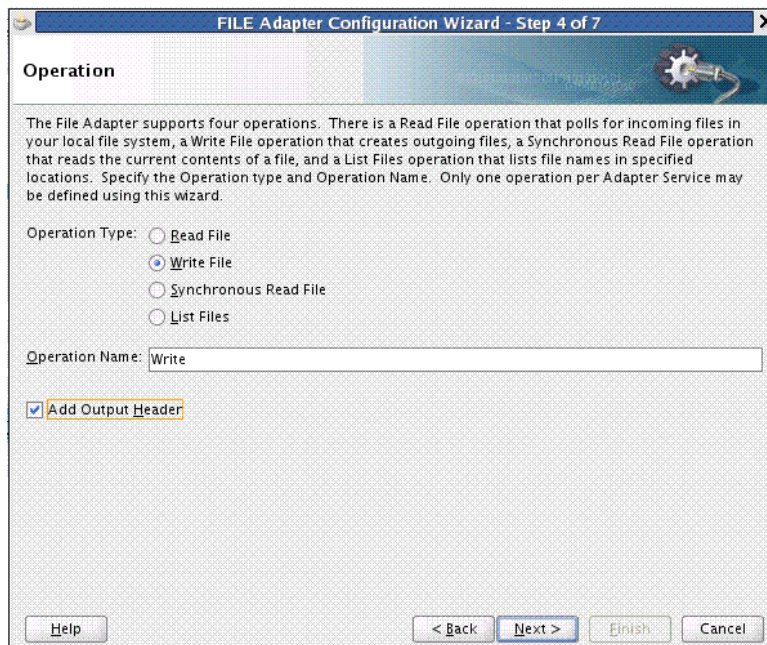 FILE Adapter Configuration Wizard - Step 4 of 7
Operation
The File Adapter supports four operations. There is a Read File operation that polls for incoming files in
your local file system, a Write File operation that creates outgoing files, a Synchronous Read File operation
that reads the current contents of a file, and a List Files operation that lists file names in specified
locations. Specify the Operation type and Operation Name. Only one operation per Adapter Service may
be defined using this wizard.
Operation Type: Read File
Write File
Synchronous Read File
List Files
Operation Name: Write
Add Output Header
Help < Back Next > Finish Cancel